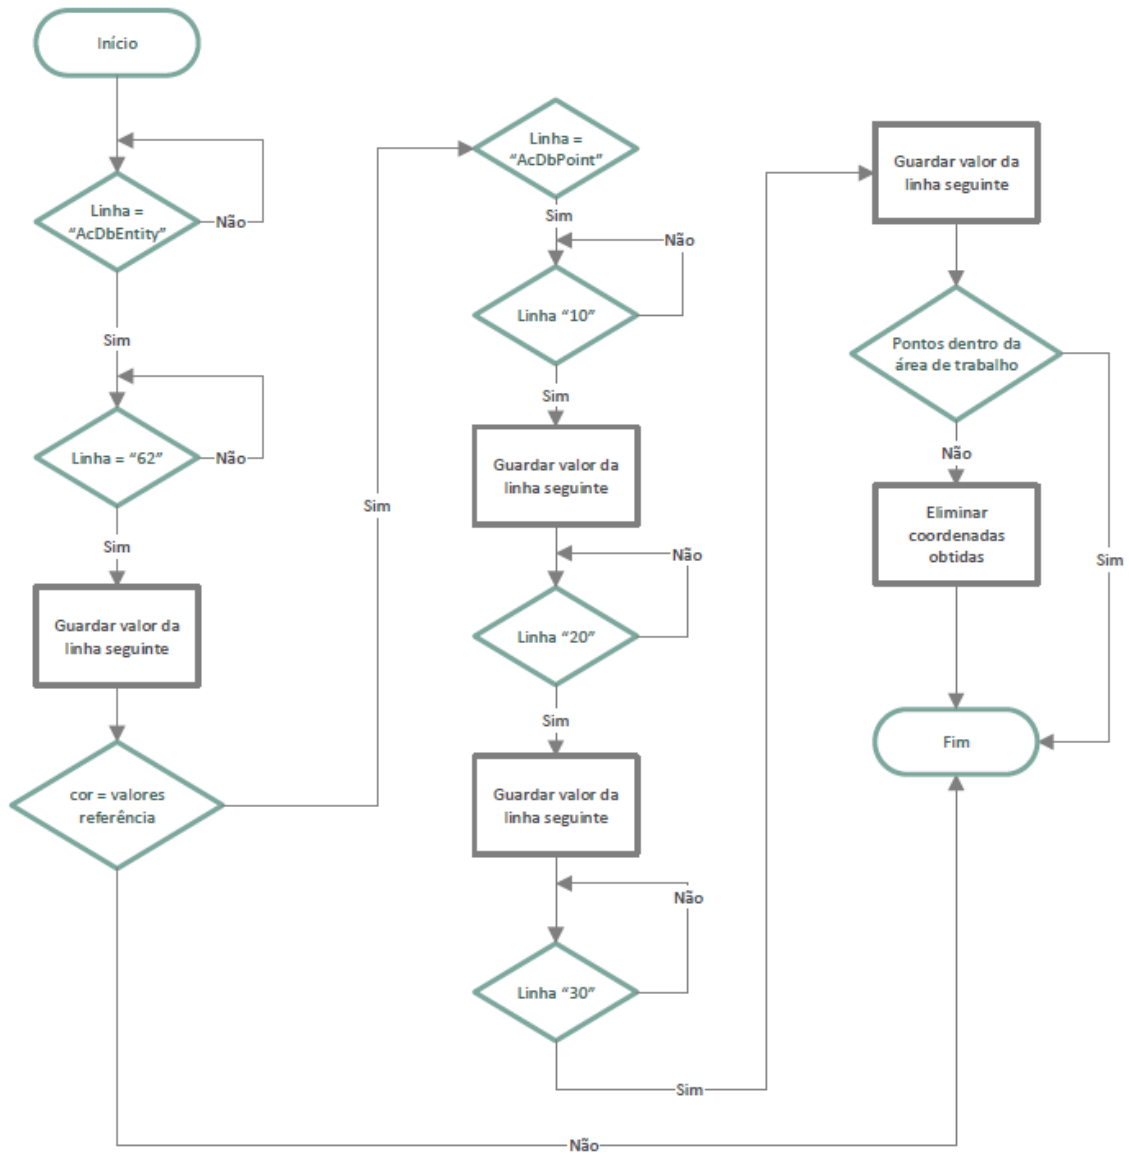 Início
Linha =
“AcDbEntity”
Não
Sim
Linha = “62”
Não
Sim
Guardar valor da
linha seguinte
cor = valores
referência
Sim
Não
Linha =
“AcDbPoint”
Sim
Não
Linha “10”
Sim
Guardar valor da
linha seguinte
Não
Linha “20”
Sim
Guardar valor da
linha seguinte
Não
Linha “30”
Sim
Guardar valor da
linha seguinte
Pontos dentro da
área de trabalho
Não
Sim
Eliminar
coordenadas
obtidas
Fim